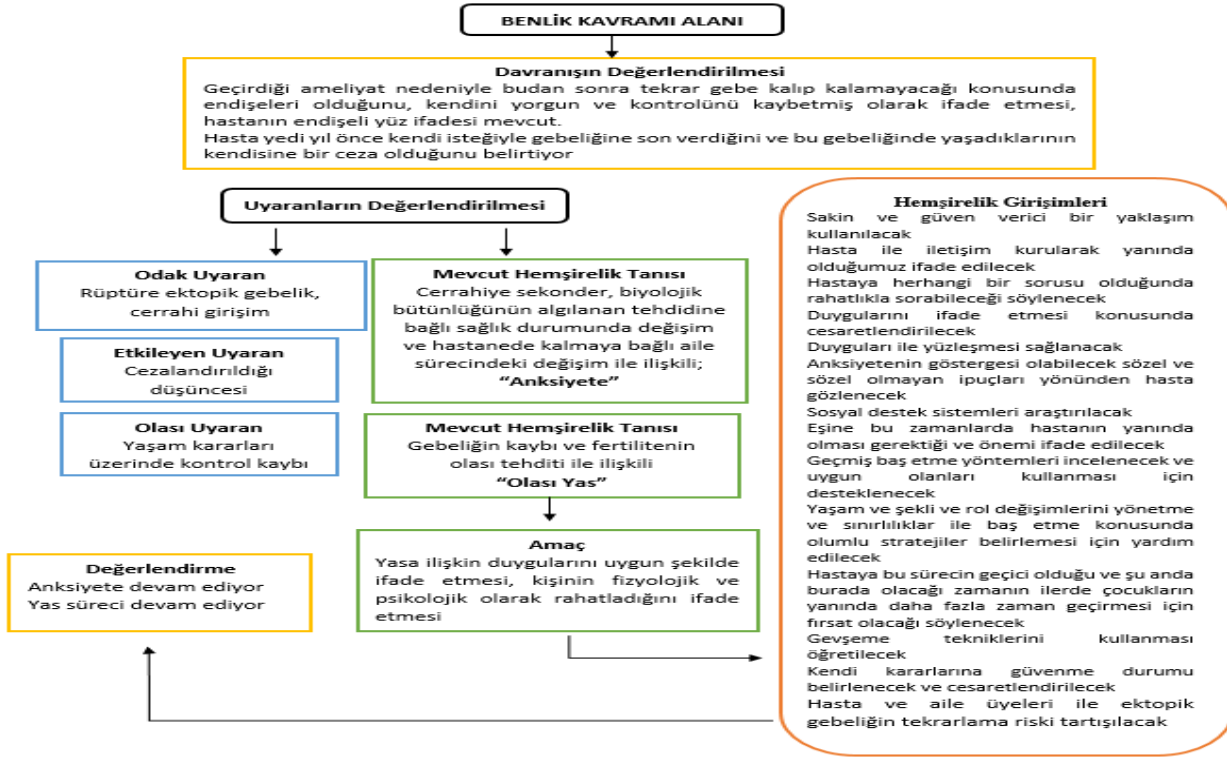 BENLİK KAVRAMI ALANI
Davranışın Değerlendirilmesi
Geçirdiği ameliyat nedeniyle budan sonra tekrar gebe kalıp kalamayacağı konusunda
endişeleri olduğunu, kendini yorgun ve kontrolünü kaybetmiş olarak ifade etmesi,
hastanın endişeli yüz ifadesi mevcut.
Hasta yedi yıl önce kendi isteğiyle gebeliğine son verdiğini ve bu gebeliğinde yaşadıklarının
kendisine bir ceza olduğunu belirtiyor
Uyaranların Değerlendirilmesi
Odak Uyaran
Rüptüre ektopik gebelik,
cerrahi girişim
Etkileyen Uyaran
Cezalandırıldığı
düşüncesi
Olası Uyaran
Yaşam kararları
üzerinde kontrol kaybı
Mevcut Hemşirelik Tanısı
Cerrahiye sekonder, biyolojik
bütünlüğünün algılanan tehdidine
bağlı sağlık durumunda değişim
ve hastanede kalmaya bağlı aile
sürecindeki değişim ile ilişkili;
“Anksiyete”
Mevcut Hemşirelik Tanısı
Gebeliğin kaybı ve fertilitenin
olası tehditi ile ilişkili
“Olası Yas”
Amaç
Yasa ilişkin duygularını uygun şekilde
ifade etmesi, kişinin fizyolojik ve
psikolojik olarak rahatladığını ifade
etmesi
Hemşirelik Girişimleri
Sakin ve güven verici bir yaklaşım
kullanılacak
Hasta ile iletişim kurularak yanında
olduğumuz ifade edilecek
Hastaya herhangi bir sorusu olduğunda
rahatlıkla sorabileceği söylenecek
Duygularını ifade etmesi konusunda
cesaretlendirilecek
Duyguları ile yüzleşmesi sağlanacak
Anksiyetenin göstergesi olabilecek sözel ve
sözel olmayan ipuçları yönünden hasta
gözlenecek
Sosyal destek sistemleri araştırılacak
Eşine bu zamanlarda hastanın yanında
olması gerektiği ve önemi ifade edilecek
Geçmiş baş etme yöntemleri incelenecek ve
uygun olanları kullanması için
desteklenecek
Yaşam ve şekli ve rol değişimlerini yönetme
ve sınırlılıklar ile baş etme konusunda
olumlu stratejiler belirlemesi için yardım
edilecek
Hastaya bu sürecin geçici olduğu ve şu anda
burada olacağı zamanın ilerde çocukların
yanında daha fazla zaman geçirmesi için
fırsat olacağı söylenecek
Gevşeme tekniklerini kullanması
öğretilecek
Kendi kararlarına güvenme durumu
belirlenecek ve cesaretlendirilecek
Hasta ve aile üyeleri ile ektopik
gebeliğin tekrarlama riski tartışılacak
Değerlendirme
Anksiyete devam ediyor
Yas süreci devam ediyor